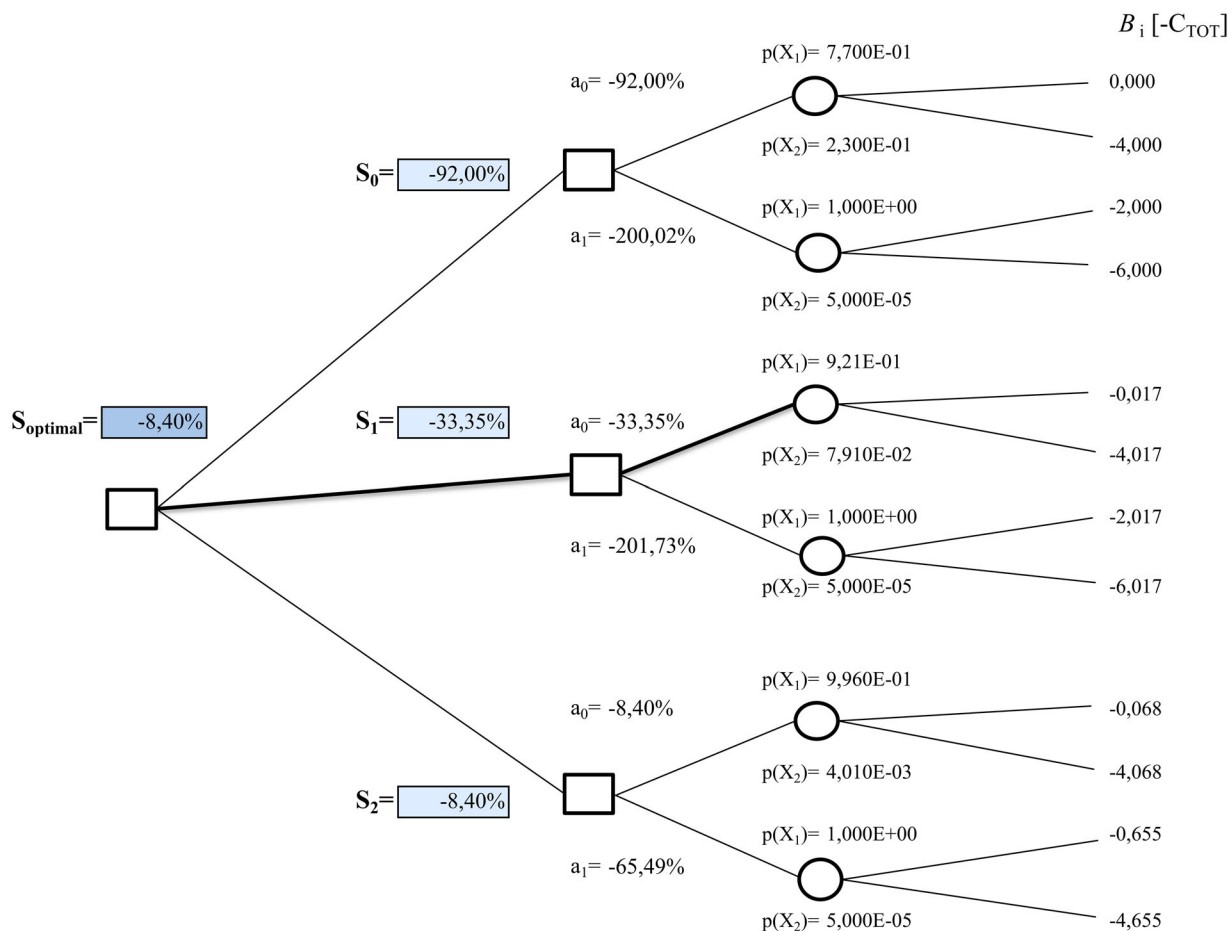 B i [-CTOT]
p(X1)= 7,700E-01
a0= -92,00%
0,000
p(X2)= 2,300E-01
-4,000
S0= -92,00%
p(X1)= 1,000E+00
-2,000
a1= -200,02%
-6,000
p(X2)= 5,000E-05
p(X1)= 9,21E-01
-0,017
Soptimal= -8,40%
S1= -33,35%
a0= -33,35%
p(X2)= 7,910E-02
-4,017
p(X1)= 1,000E+00
-2,017
a1= -201,73%
p(X2)= 5,000E-05
-6,017
p(X1)= 9,960E-01
a0= -8,40%
-0,068
p(X2)= 4,010E-03
-4,068
S2= -8,40%
p(X1)= 1,000E+00
-0,655
a1= -65,49%
p(X2)= 5,000E-05
-4,655